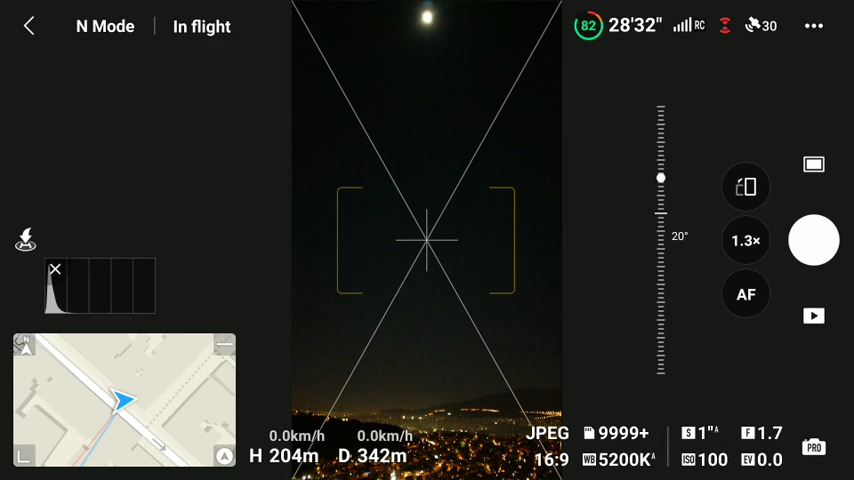 N Mode | In flight
82 28'32" RC 30
20°
1.3×
AF
N
0.0km/h 0.0km/h
H 204m D 342m
JPEG 9999+ S 1"A F 1.7
16:9 WB 5200K A ISO 100 EV 0.0
PRO